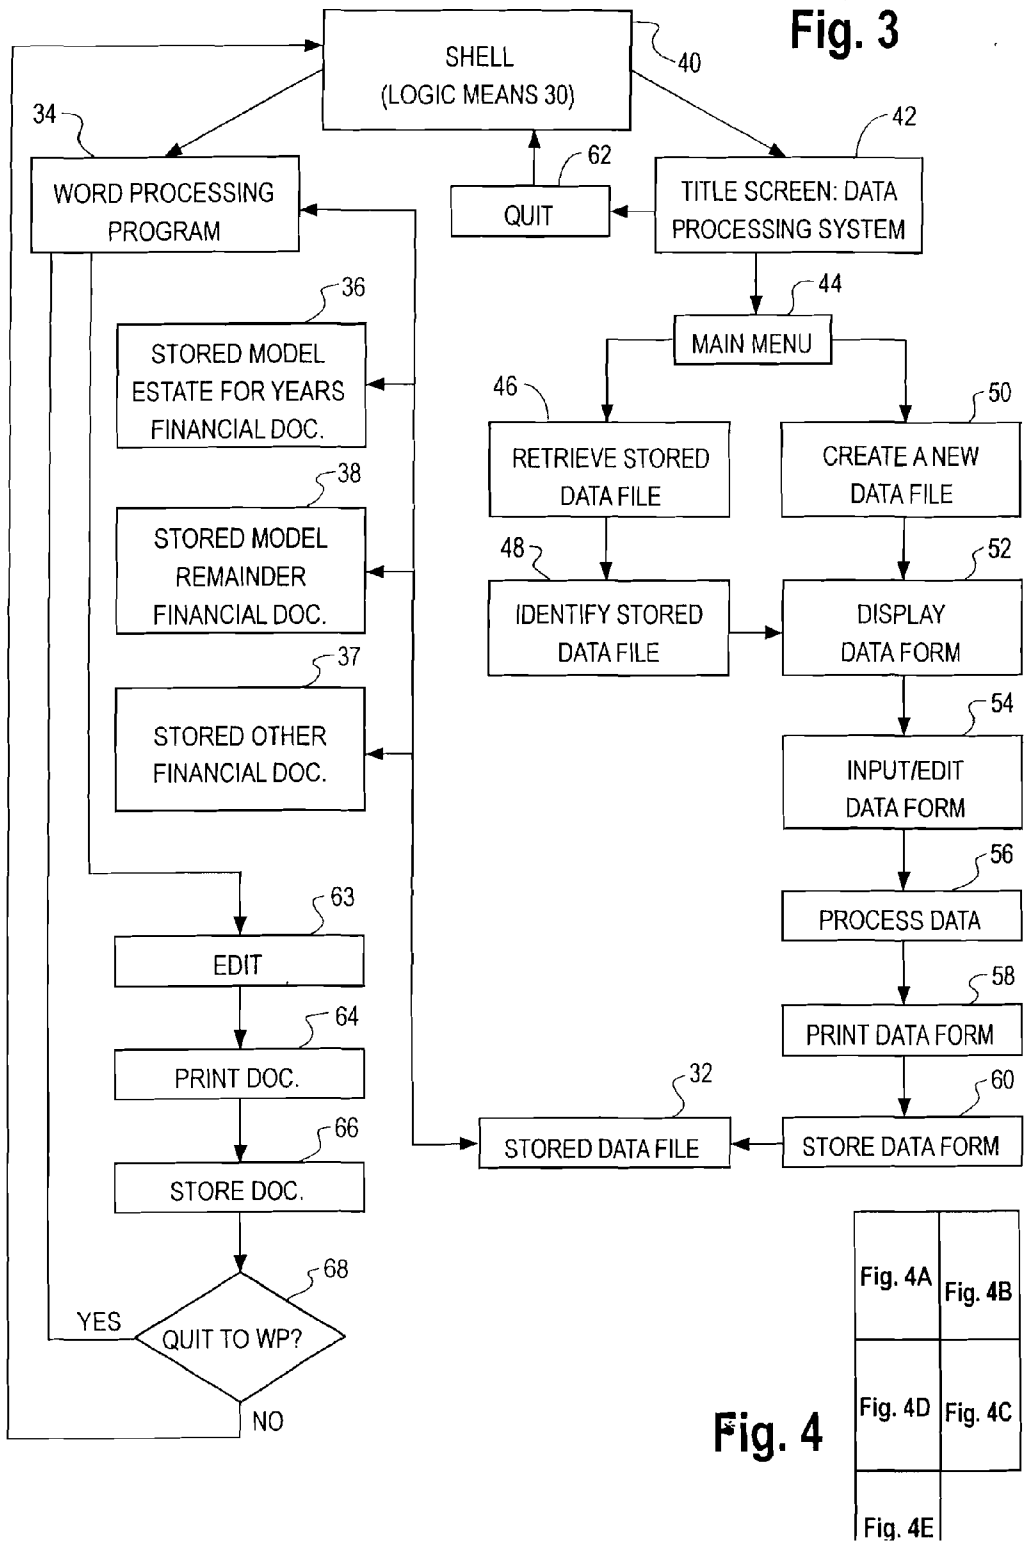 Fig. 3
40
SHELL
(LOGIC MEANS 30)
34
WORD PROCESSING
PROGRAM
62
QUIT
42
TITLE SCREEN: DATA
PROCESSING SYSTEM
44
MAIN MENU
36
STORED MODEL
ESTATE FOR YEARS
FINANCIAL DOC.
46
RETRIEVE STORED
DATA FILE
50
CREATE A NEW
DATA FILE
38
STORED MODEL
REMAINDER
FINANCIAL DOC.
48
IDENTIFY STORED
DATA FILE
52
DISPLAY
DATA FORM
37
STORED OTHER
FINANCIAL DOC.
54
INPUT/EDIT
DATA FORM
56
PROCESS DATA
63
EDIT
58
PRINT DATA FORM
64
PRINT DOC.
32
STORED DATA FILE
60
STORE DATA FORM
66
STORE DOC.
68
QUIT TO WP?
YES
NO
Fig. 4
Fig. 4A
Fig. 4B
Fig. 4D
Fig. 4C
Fig. 4E